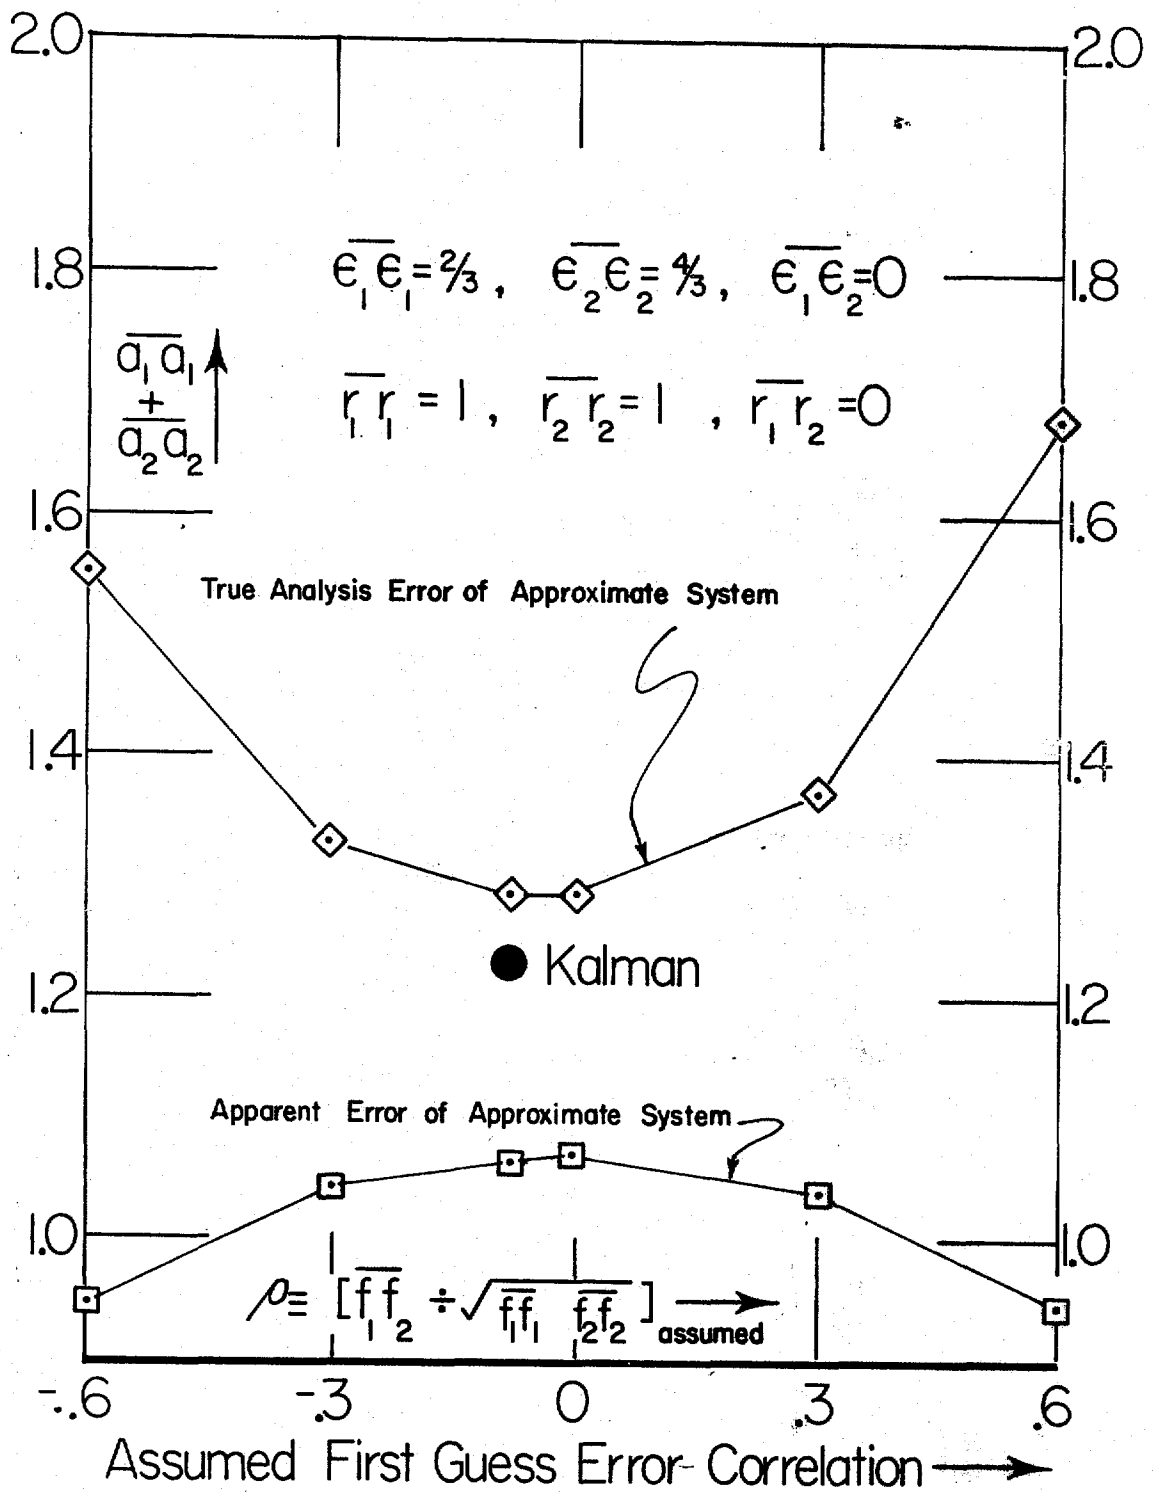 2.0 2.0
1.8 1.8
ϵ₁ϵ₁=⅔, ϵ₂ϵ₂=4/3, ϵ₁ϵ₂=0
a₁a₁
+
a₂a₂
r₁r₁ = 1, r₂r₂ = 1, r₁r₂ = 0
1.6 1.6
True Analysis Error of Approximate System
1.4 1.4
Kalman
1.2 1.2
Apparent Error of Approximate System
1.0 1.0
ρ≡ [f₁f₂ ÷ √f₁f₁ f₂f₂] assumed
-.6 -.3 0 .3 .6
Assumed First Guess Error Correlation